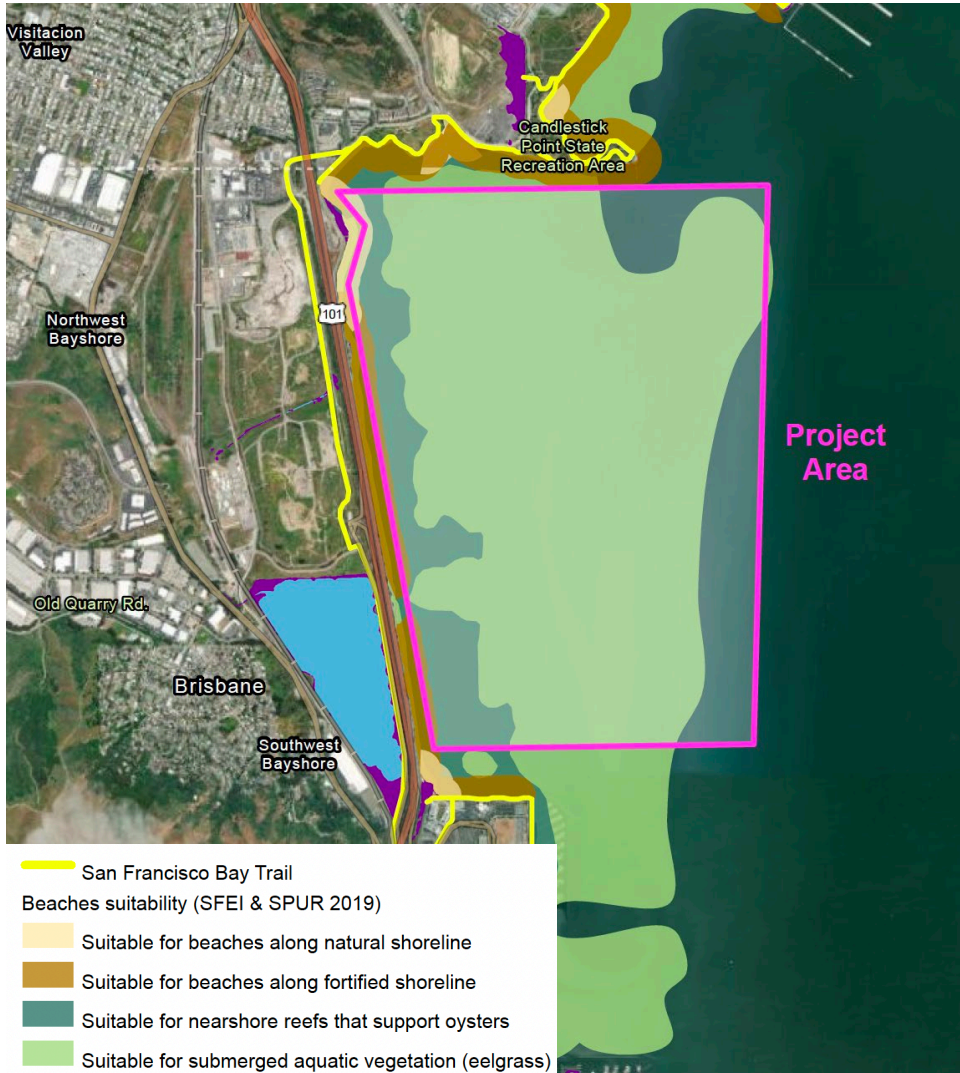 Visitacion
Valley
Candlestick
Point State
Recreation Area
101
Northwest
Bayshore
Project
Area
Old Quarry Rd.
Brisbane
Southwest
Bayshore
San Francisco Bay Trail
Beaches suitability (SFEI & SPUR 2019)
Suitable for beaches along natural shoreline
Suitable for beaches along fortified shoreline
Suitable for nearshore reefs that support oysters
Suitable for submerged aquatic vegetation (eelgrass)